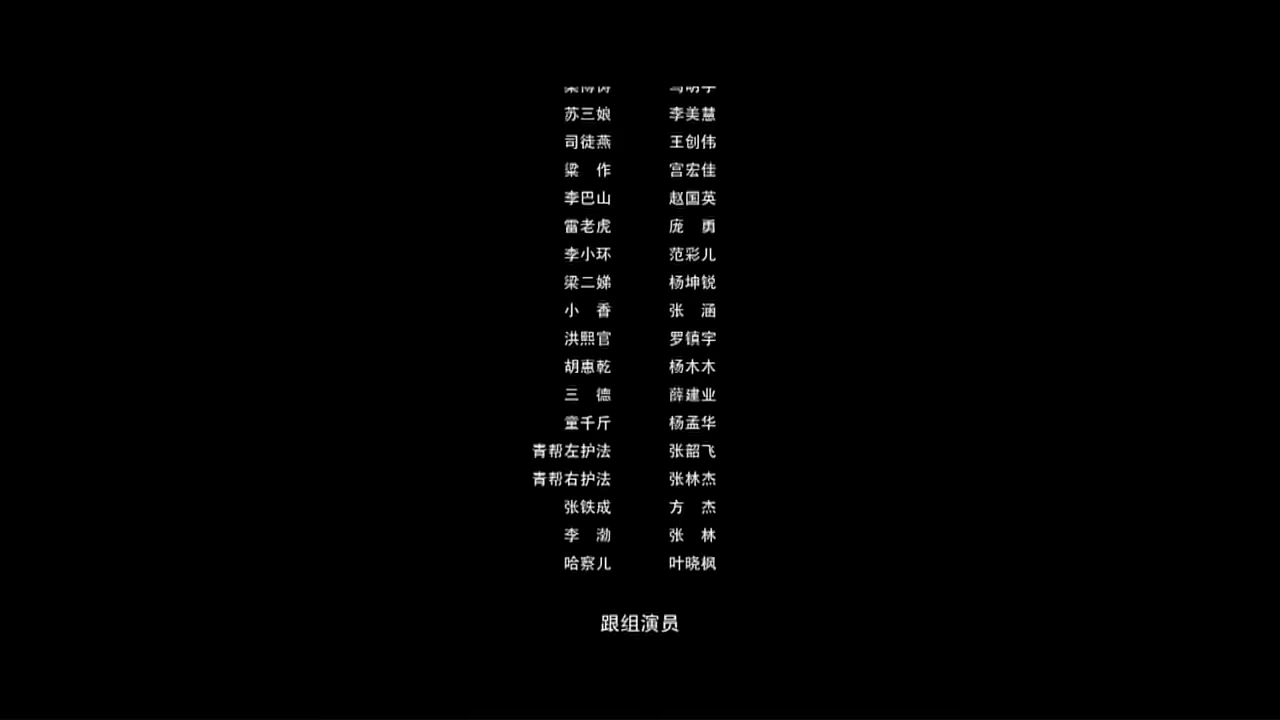 苏三娘 李美慧
司徒燕 王创伟
梁 作 宫宏佳
李巴山 赵国英
雷老虎 庞 勇
李小环 范彩儿
梁二娣 杨坤锐
小 香 张 涵
洪熙官 罗镇宇
胡惠乾 杨木木
三 德 薛建业
童千斤 杨孟华
青帮左护法 张韶飞
青帮右护法 张林杰
张铁成 方 杰
李 渤 张 林
哈察儿 叶晓枫
跟组演员